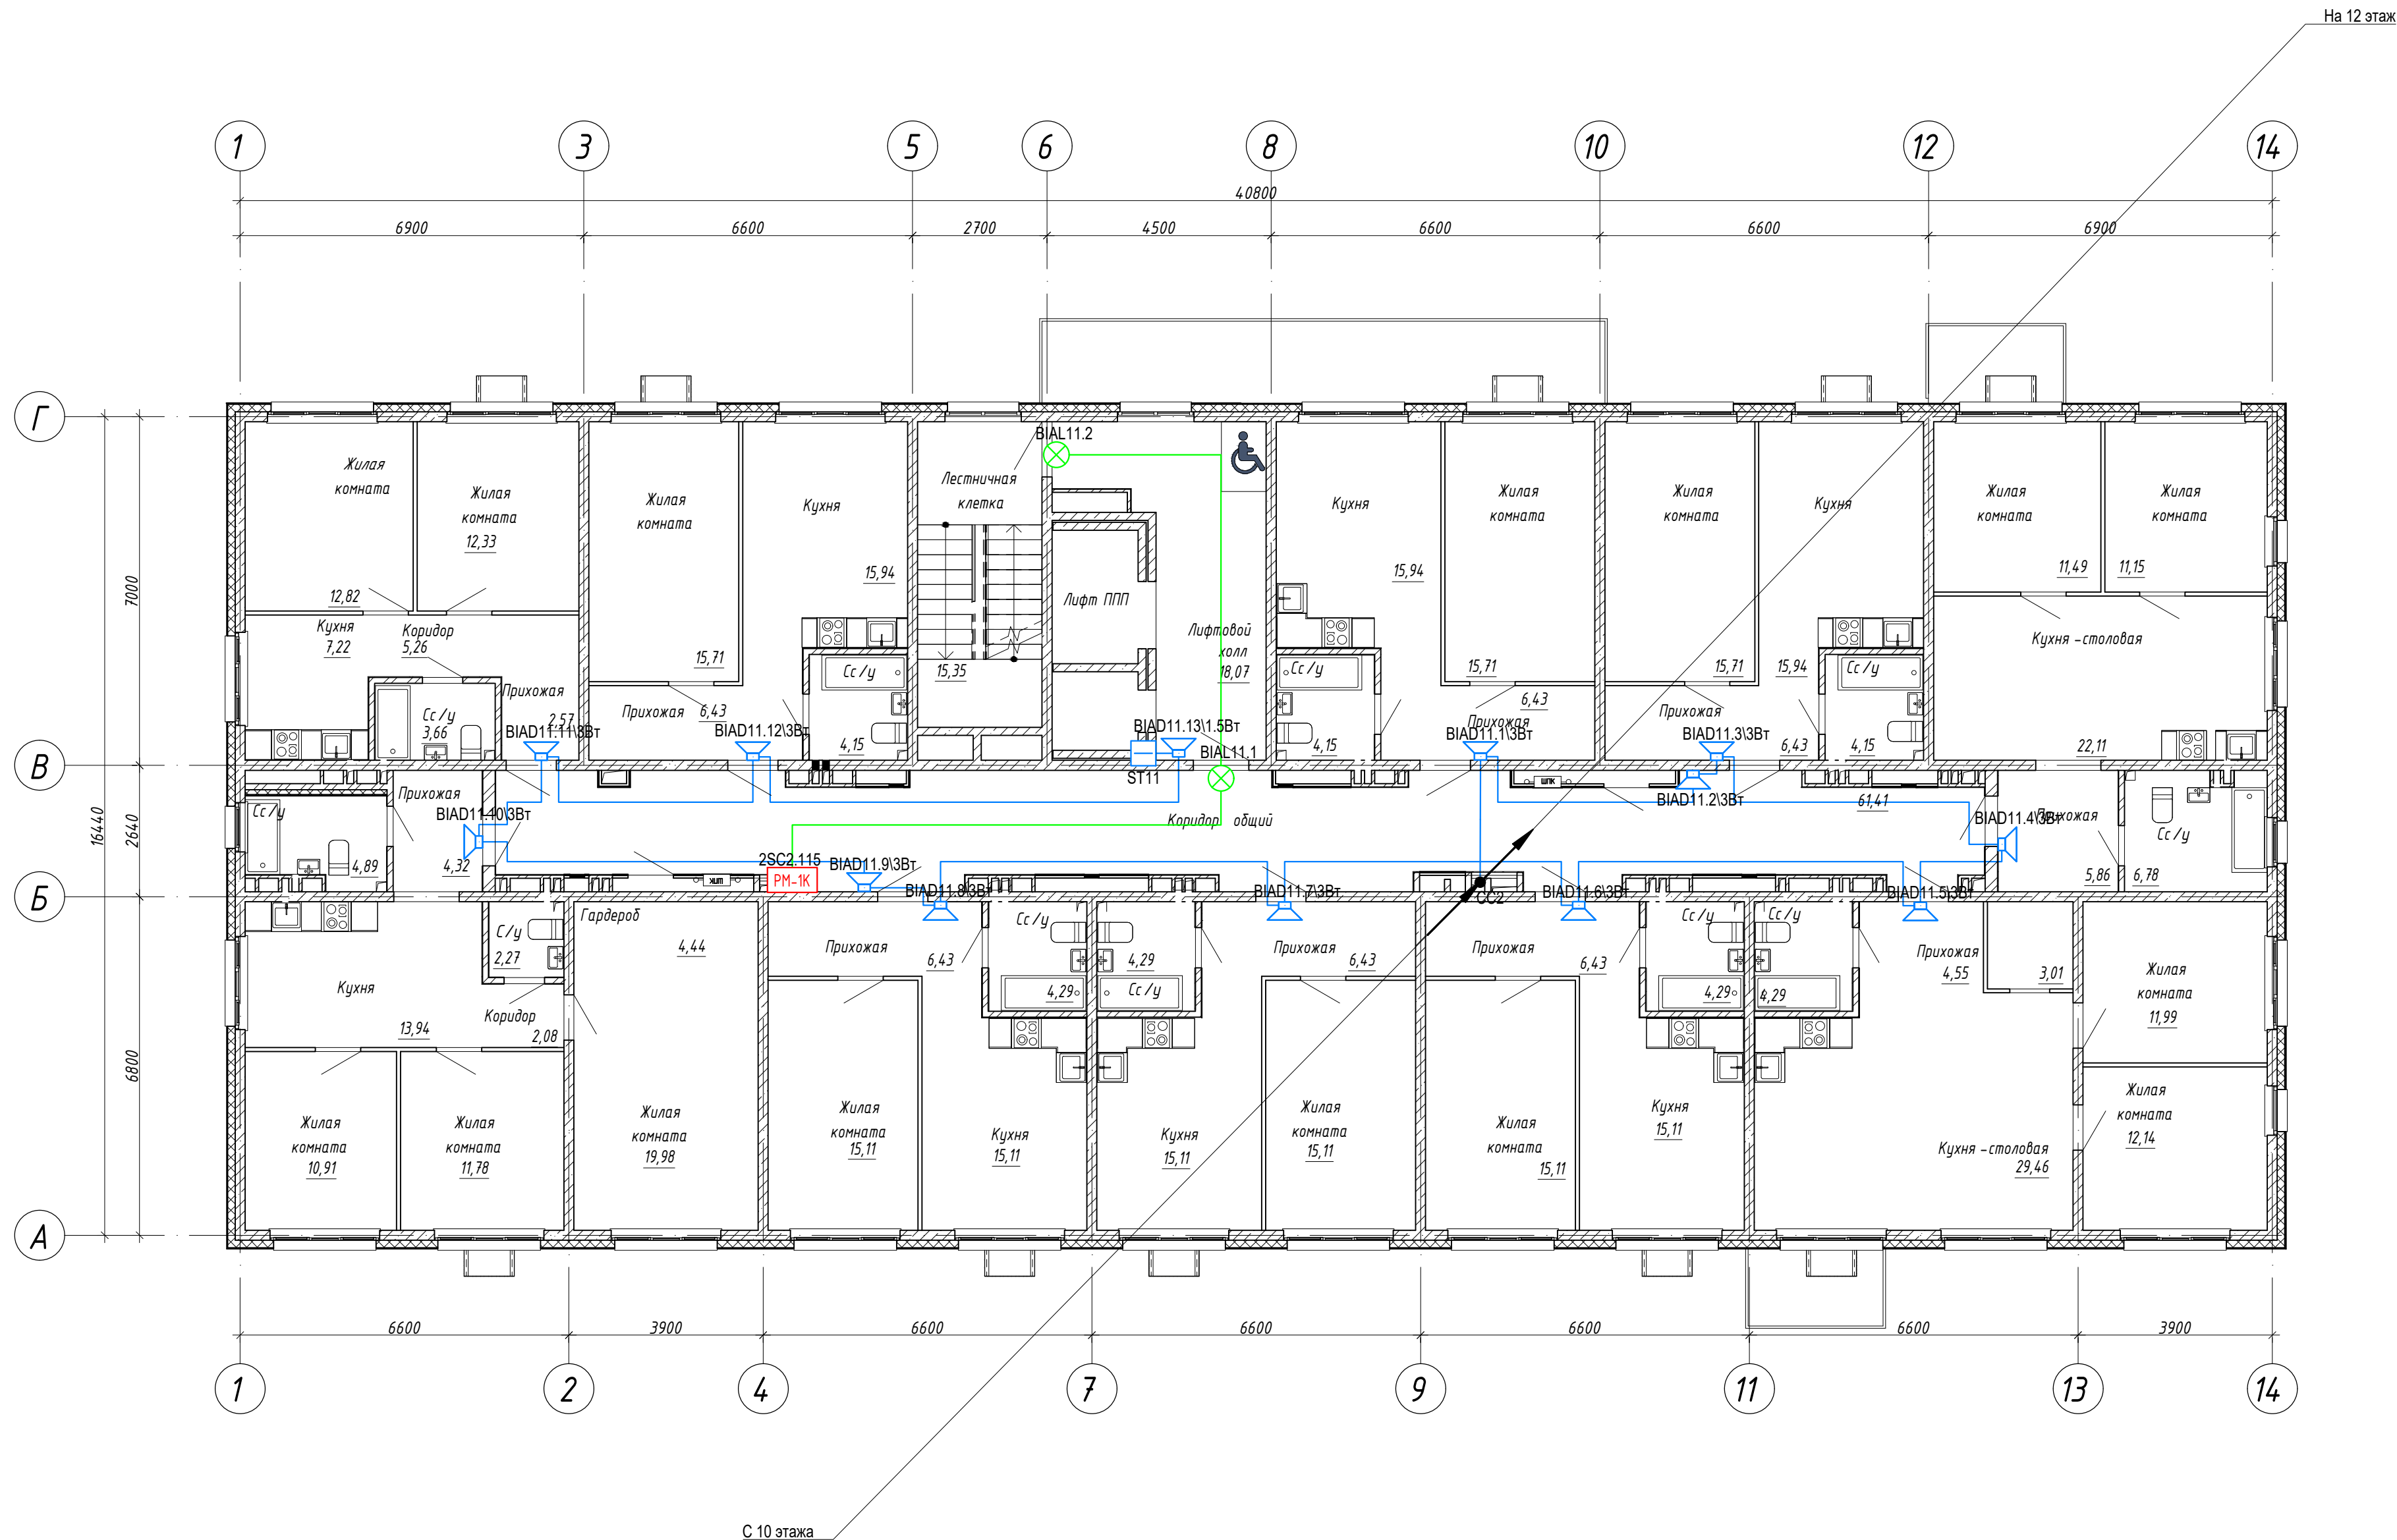 На 12 этаж
1
3
5
6
8
10
12
14
40800
6900
6600
2700
4500
6600
6600
6900
Г
В
Б
А
16440
7000
2640
6800
BIAL11.2
Жилая
комната
12,82
Жилая
комната
12,33
Жилая
комната
15,71
Кухня
15,94
Лестничная
клетка
15,35
Лифт ППП
Лифтовой
холл
18,07
Кухня
15,94
Жилая
комната
15,71
Жилая
комната
15,71
Кухня
15,94
Жилая
комната
11,49
Жилая
комната
11,15
Кухня
7,22
Коридор
5,26
Прихожая
2,57
Сс/у
3,66
Прихожая
6,43
Сс/у
4,15
Сс/у
4,15
Прихожая
6,43
Прихожая
6,43
Сс/у
4,15
Кухня-столовая
22,11
BIAD11.11\3Вт
BIAD11.12\3Вт
BIAD11.13\1.5Вт
BIAL11.1
ST11
BIAD11.1\3Вт
BIAD11.3\3Вт
BIAD11.2\3Вт
ШПК
61,41
Сс/у
4,89
Прихожая
4,32
BIAD11.10\3Вт
Коридор общий
BIAD11.4\3Вт
Прихожая
5,86
Сс/у
6,78
ШПК
2SC2.115
РМ-1К
BIAD11.9\3Вт
BIAD11.8\3Вт
BIAD11.7\3Вт
СС2
BIAD11.6\3Вт
BIAD11.5\3Вт
Кухня
13,94
С/у
2,27
Коридор
2,08
Гардероб
4,44
Прихожая
6,43
Сс/у
4,29
4,29
Сс/у
Прихожая
6,43
Прихожая
6,43
Сс/у
4,29
Сс/у
4,29
Прихожая
4,55
3,01
Жилая
комната
11,99
Жилая
комната
10,91
Жилая
комната
11,78
Жилая
комната
19,98
Жилая
комната
15,11
Кухня
15,11
Кухня
15,11
Жилая
комната
15,11
Жилая
комната
15,11
Кухня
15,11
Кухня-столовая
29,46
Жилая
комната
12,14
6600
3900
6600
6600
6600
6600
3900
1
2
4
7
9
11
13
14
С 10 этажа